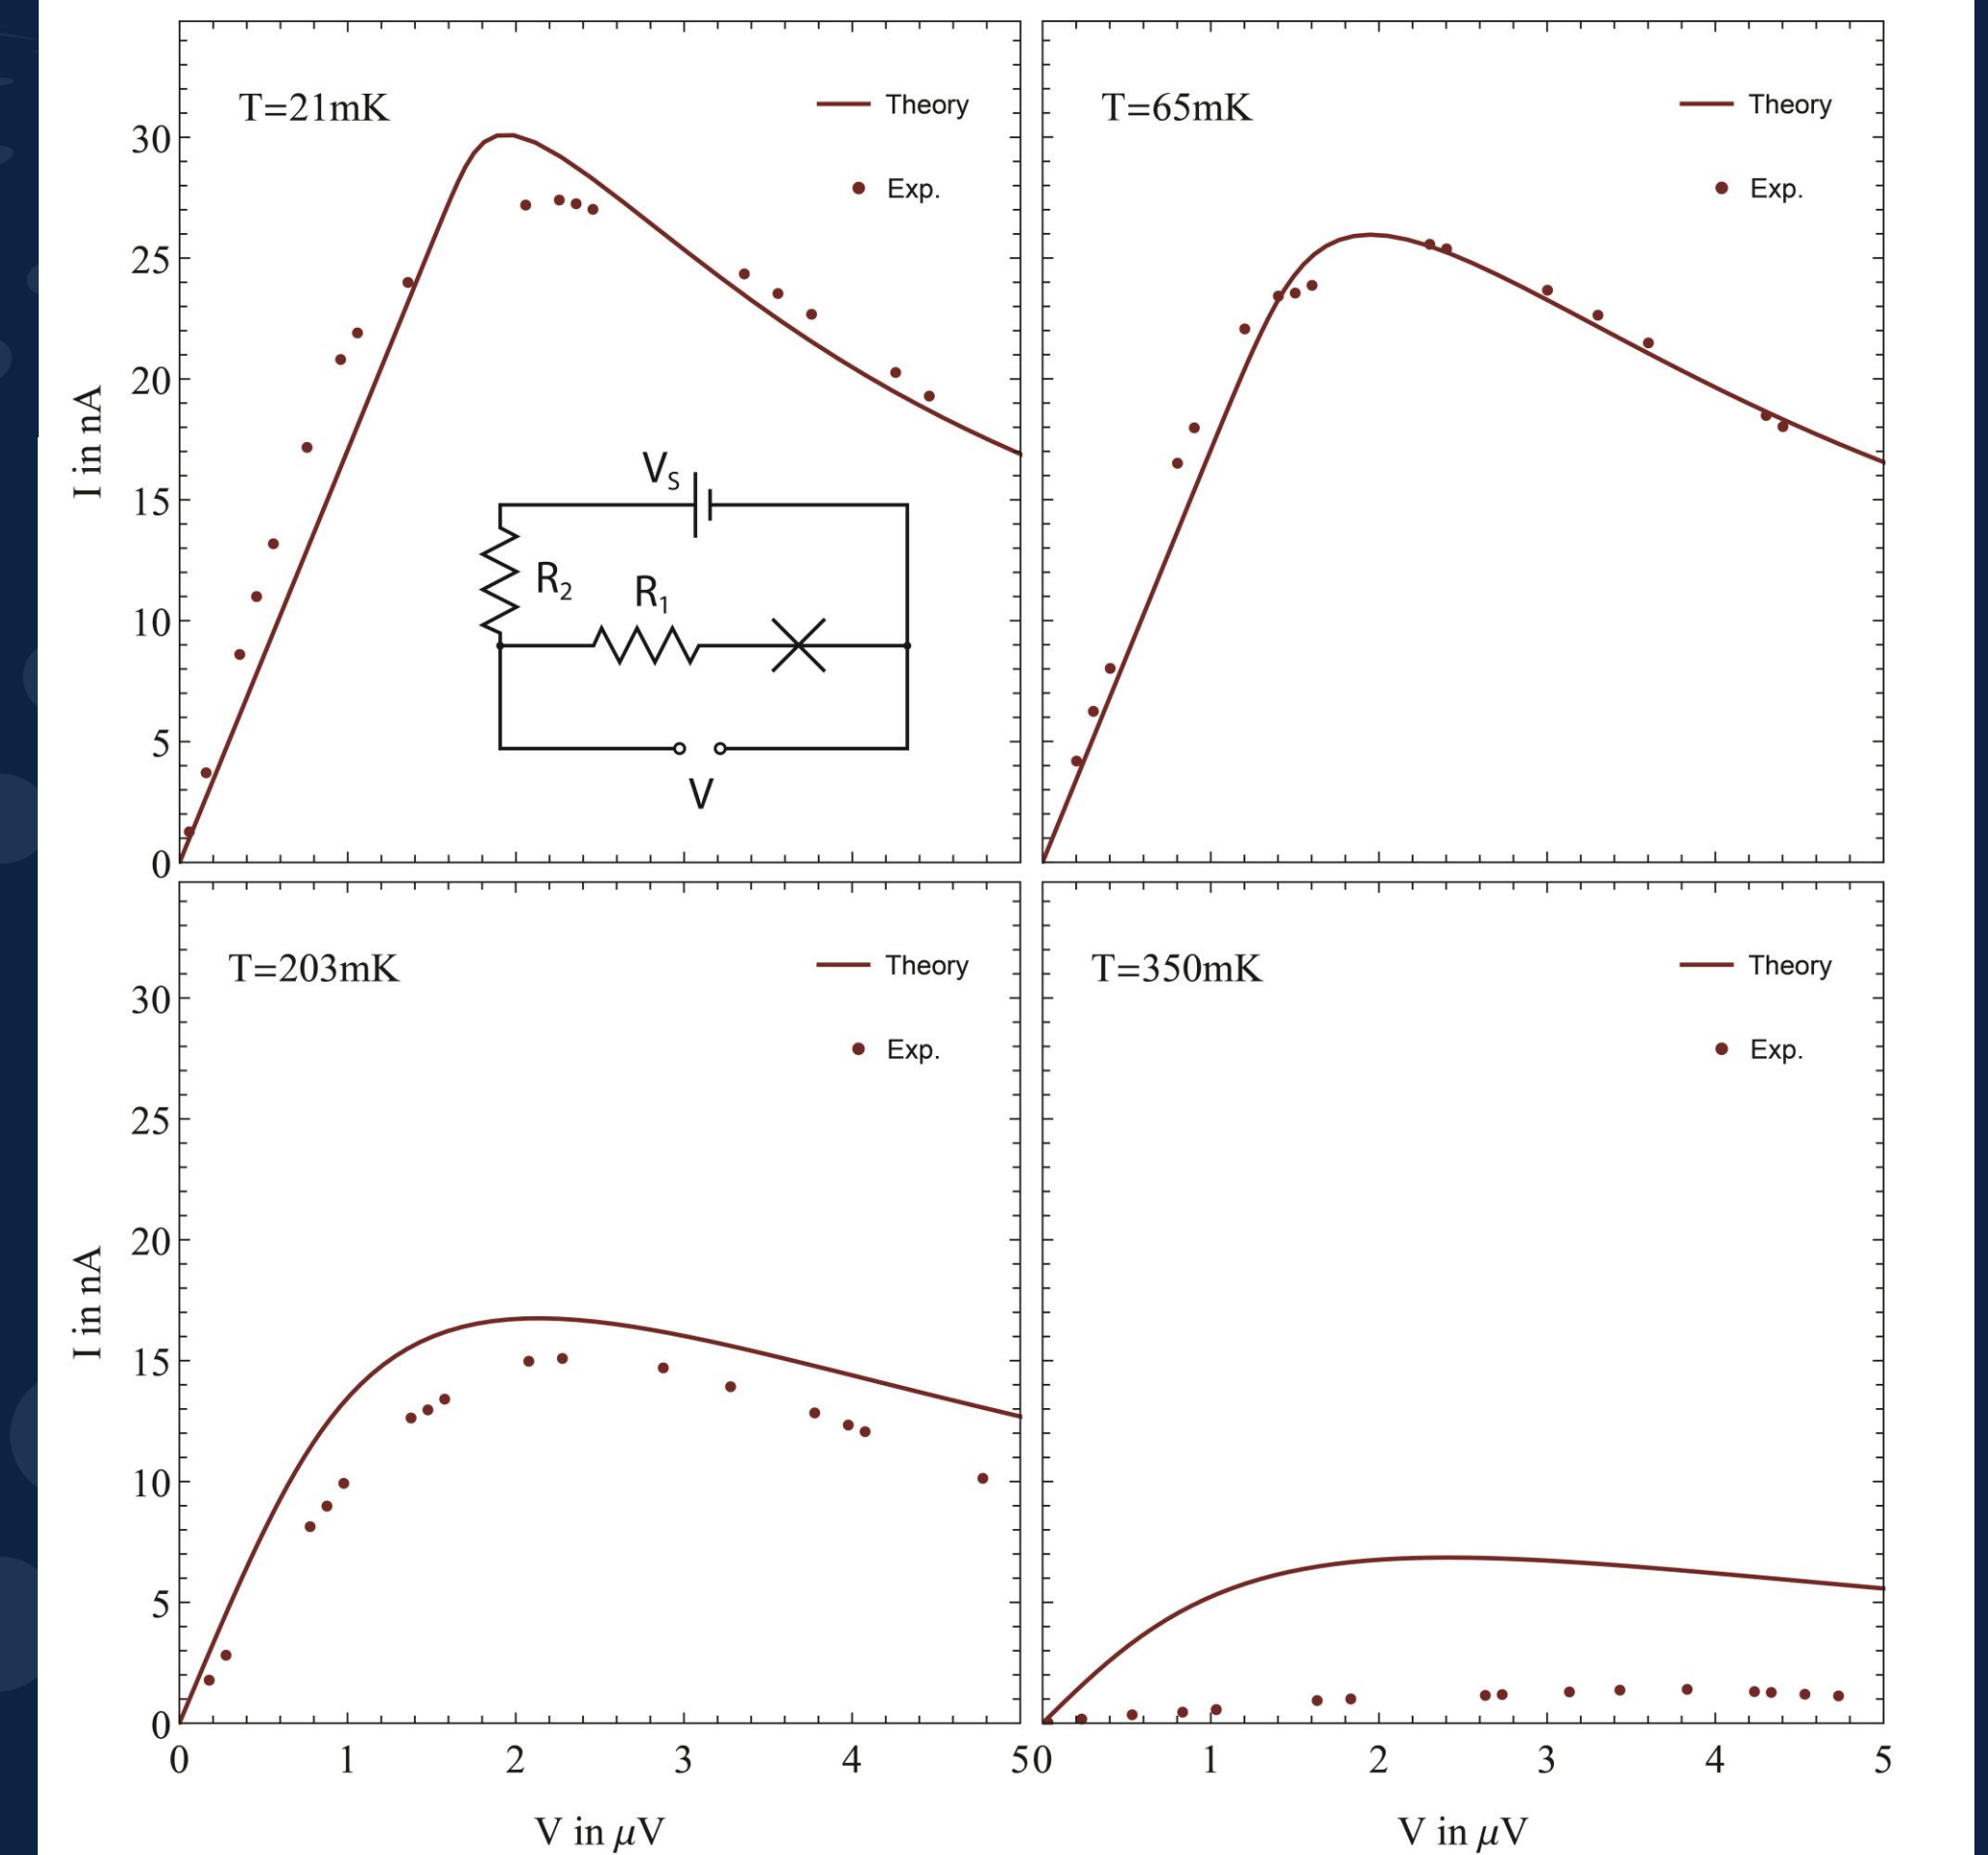 T=21mK
Theory
Exp.
I in nA
30
25
20
15
10
5
0
V_S
R_2
R_1
V
T=65mK
Theory
Exp.
T=203mK
Theory
Exp.
I in nA
30
25
20
15
10
5
0
0 1 2 3 4 5
V in μV
T=350mK
Theory
Exp.
0 1 2 3 4 5
V in μV